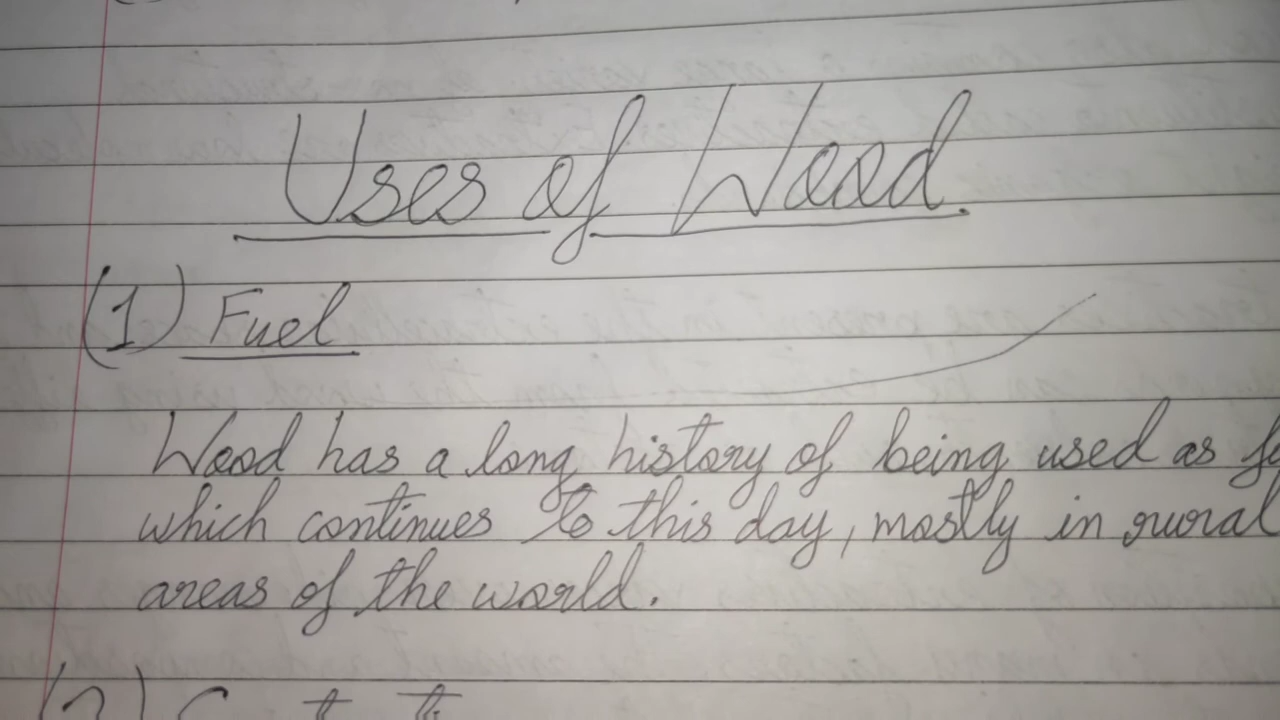 Uses of Wood.
(1) Fuel
Wood has a long history of being used as
which continues to this day, mostly in rural
areas of the world.
(2)